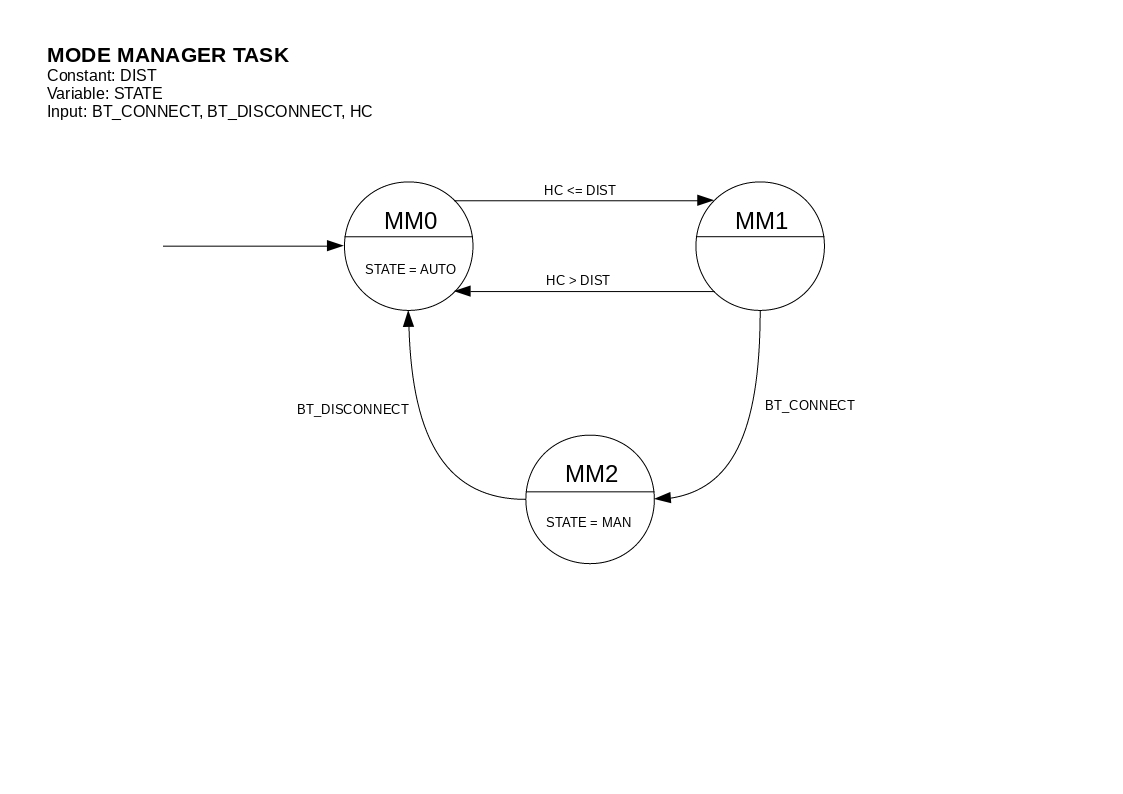 MODE MANAGER TASK
Constant: DIST
Variable: STATE
Input: BT_CONNECT, BT_DISCONNECT, HC
HC <= DIST
MM0
MM1
STATE = AUTO
HC > DIST
BT_DISCONNECT
BT_CONNECT
MM2
STATE = MAN